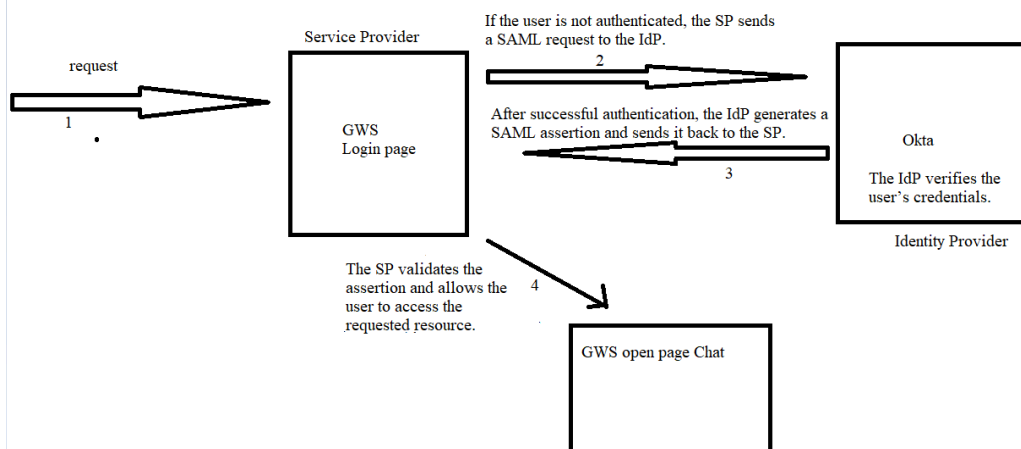 request
1
Service Provider
GWS
Login page
If the user is not authenticated, the SP sends
a SAML request to the IdP.
2
After successful authentication, the IdP generates a
SAML assertion and sends it back to the SP.
3
Okta
The IdP verifies the
user’s credentials.
Identity Provider
The SP validates the
assertion and allows the
user to access the
requested resource.
4
GWS open page Chat